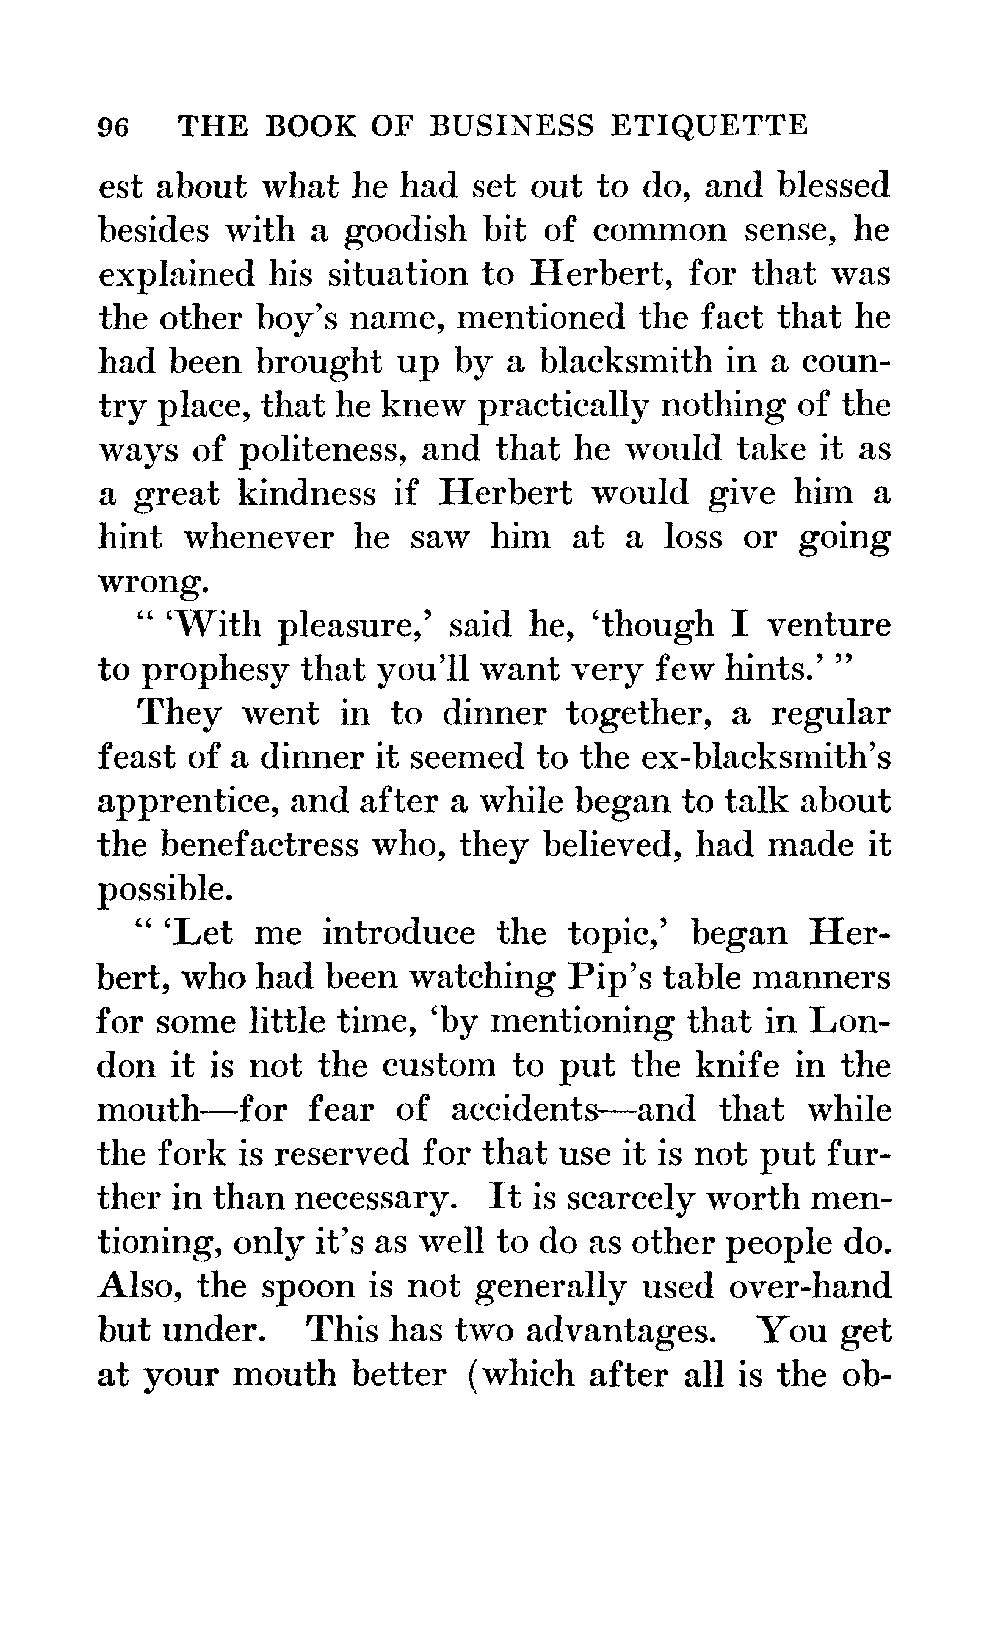 96 THE BOOK OF BUSINESS ETIQUETTE
est about what he had set out to do, and blessed
besides with a goodish bit of common sense, he
explained his situation to Herbert, for that was
the other boy's name, mentioned the fact that he
had been brought up by a blacksmith in a coun-
try place, that he knew practically nothing of the
ways of politeness, and that he would take it as
a great kindness if Herbert would give him a
hint whenever he saw him at a loss or going
wrong.
“ ‘With pleasure,’ said he, ‘though I venture
to prophesy that you'll want very few hints.’ ”
They went in to dinner together, a regular
feast of a dinner it seemed to the ex-blacksmith's
apprentice, and after a while began to talk about
the benefactress who, they believed, had made it
possible.
“ ‘Let me introduce the topic,’ began Her-
bert, who had been watching Pip's table manners
for some little time, ‘by mentioning that in Lon-
don it is not the custom to put the knife in the
mouth—for fear of accidents—and that while
the fork is reserved for that use it is not put fur-
ther in than necessary. It is scarcely worth men-
tioning, only it's as well to do as other people do.
Also, the spoon is not generally used over-hand
but under. This has two advantages. You get
at your mouth better (which after all is the ob-